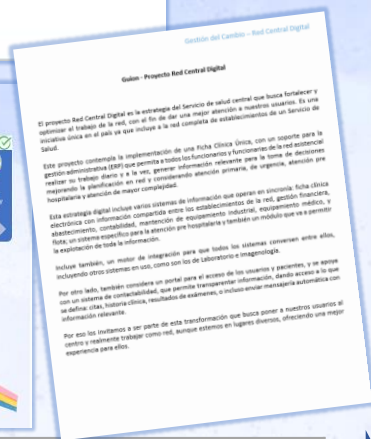 Gestión del Cambio – Red Central Digital
Guion - Proyecto Red Central Digital
El proyecto Red Central Digital es la estrategia del Servicio de salud central que busca fortalecer y
optimizar el trabajo de la red, con el fin de dar una mejor atención a nuestros usuarios. Es una
iniciativa única en el país ya que incluye a la red completa de establecimientos de un Servicio de
Salud.
Este proyecto contempla la implementación de una ficha Clínica Única, con un soporte para la
gestión administrativa (ERP) que permita a todos los funcionarios y funcionarias de la red asistencial
realizar su trabajo diario y a la vez, generar información relevante para la toma de decisiones
mejorando la planificación en red y considerando atención primaria, de urgencia, atención pre
hospitalaria y atención de mayor complejidad.
Esta estrategia digital incluye varios sistemas de información que operan en sincronía: ficha clínica
electrónica con información compartida entre los establecimientos de la red, gestión financiera,
abastecimiento, contabilidad, mantención de equipamiento industrial, equipamiento médico, y
flota; un sistema específico para la atención pre hospitalaria y también un módulo que va a permitir
la explotación de toda la información.
Incluye también, un motor de integración para que todos los sistemas conversen entre ellos,
incluyendo otros sistemas en uso, como son los de Laboratorio e Imagenología.
Por otro lado, también considera un portal para el acceso de los usuarios y pacientes, y se apoya
con un sistema de contactabilidad, que permite transparentar información, dando acceso a lo que
se defina: citas, historia clínica, resultados de exámenes, o incluso enviar mensajería automática con
información relevante.
Por eso los invitamos a ser parte de esta transformación que busca poner a nuestros usuarios al
centro y realmente trabajar como red, aunque estemos en lugares diversos, ofreciendo una mejor
experiencia para ellos.